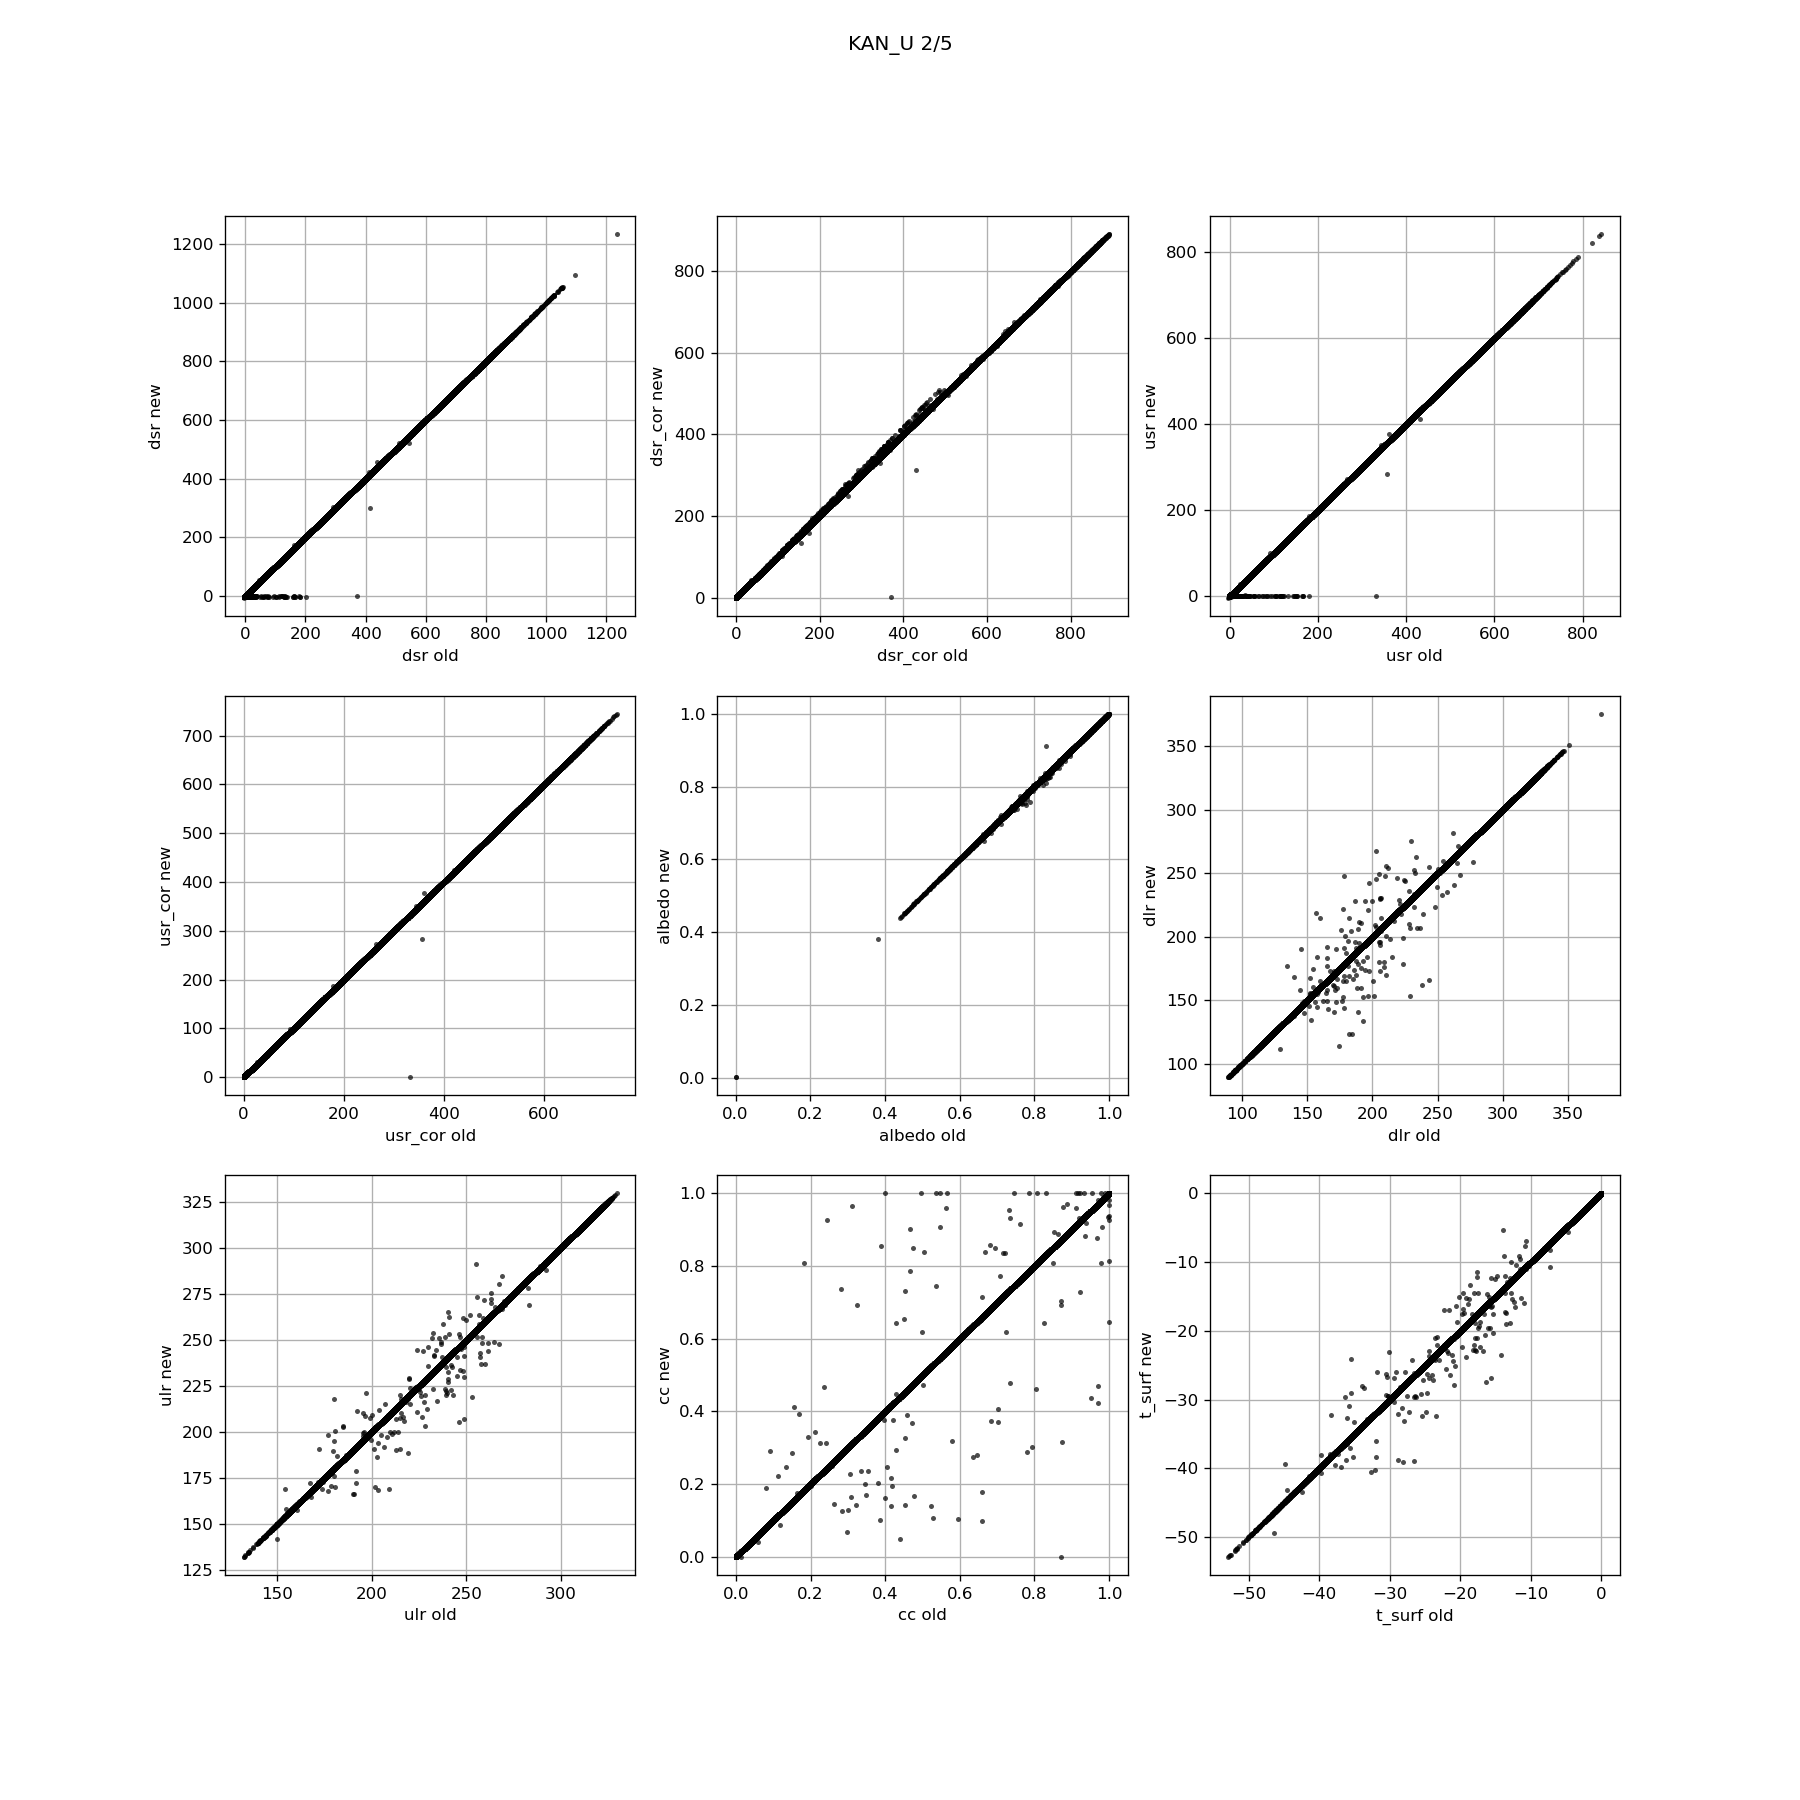 KAN_U 2/5
1200
1000
800
600
400
200
0
dsr new
0 200 400 600 800 1000 1200
dsr old
800
600
400
200
0
dsr_cor new
0 200 400 600 800
dsr_cor old
800
600
400
200
0
usr new
0 200 400 600 800
usr old
700
600
500
400
300
200
100
0
usr_cor new
0 200 400 600
usr_cor old
1.0
0.8
0.6
0.4
0.2
0.0
albedo new
0.0 0.2 0.4 0.6 0.8 1.0
albedo old
350
300
250
200
150
100
dlr new
100 150 200 250 300 350
dlr old
325
300
275
250
225
200
175
150
125
ulr new
150 200 250 300
ulr old
1.0
0.8
0.6
0.4
0.2
0.0
cc new
0.0 0.2 0.4 0.6 0.8 1.0
cc old
0
−10
−20
−30
−40
−50
t_surf new
−50 −40 −30 −20 −10 0
t_surf old